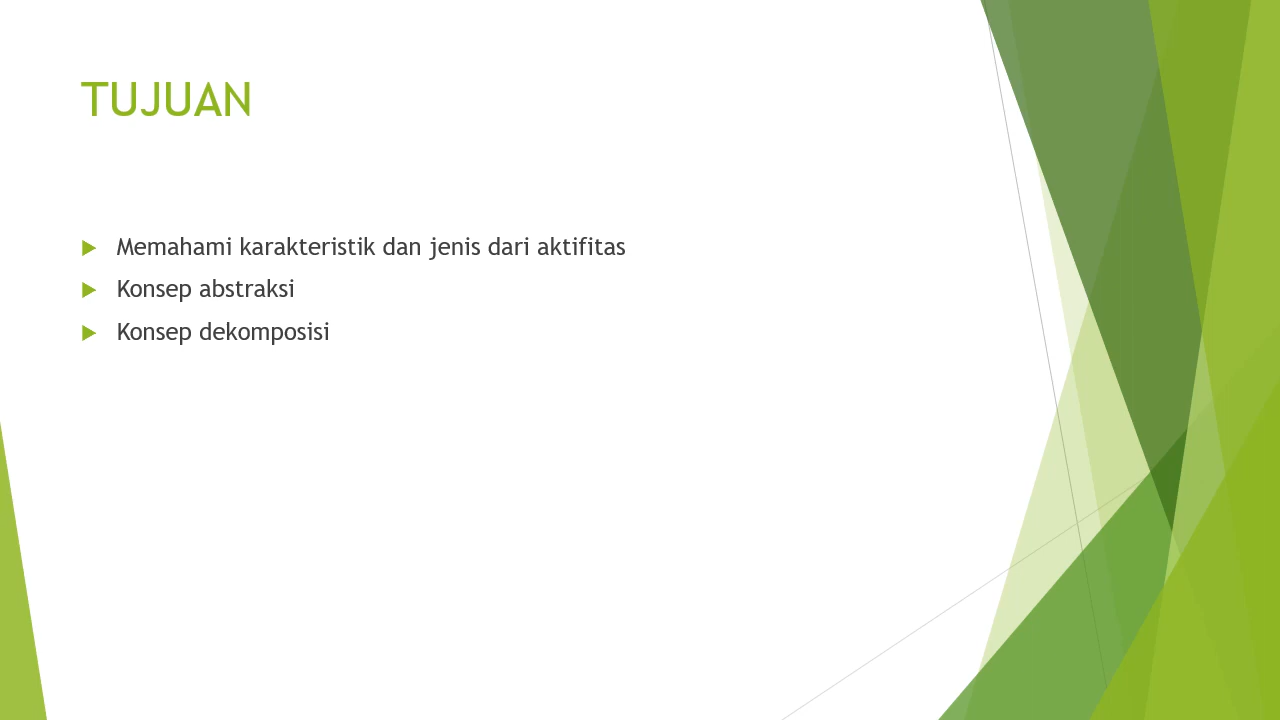 TUJUAN
Memahami karakteristik dan jenis dari aktifitas
Konsep abstraksi
Konsep dekomposisi